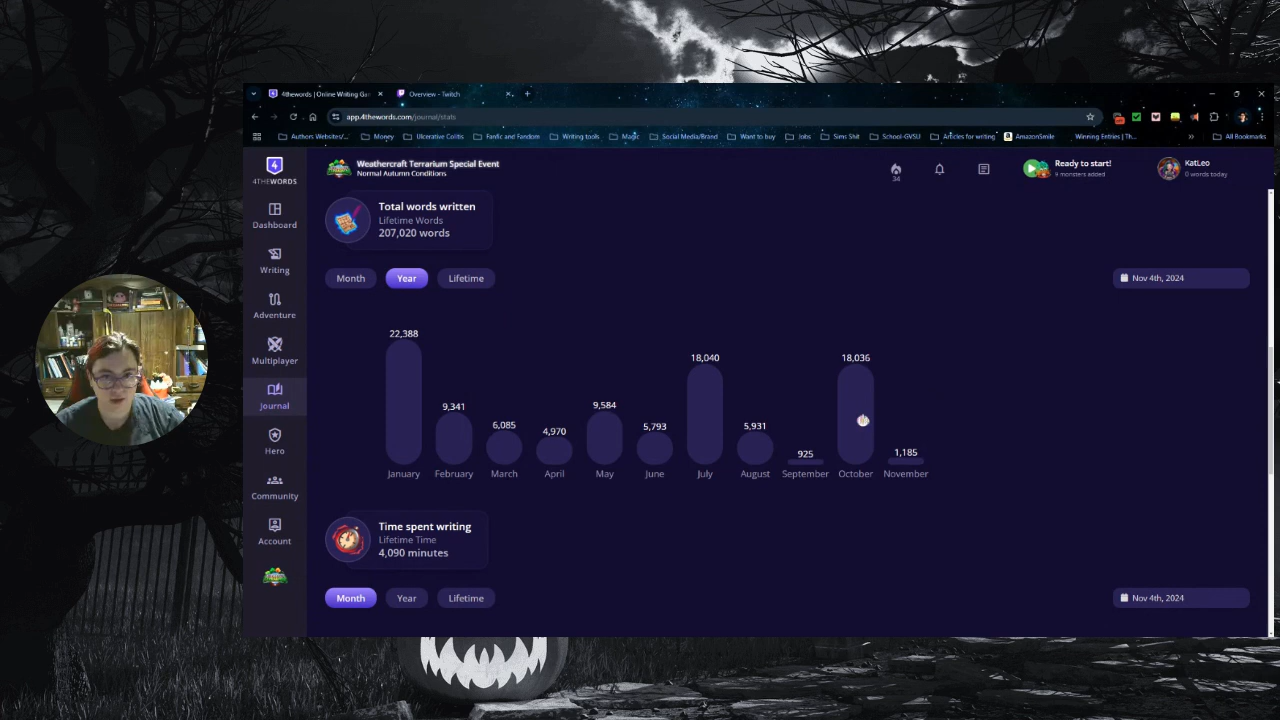 4thewords | Online Writing Ga
Overview - Twitch
app.4thewords.com/journal/stats
Authors Websites/...
Money
Ulcerative Colitis
Fanfic and Fandom
Writing tools
Magic
Social Media/Brand
Want to buy
Jobs
Sims Shit
School-GVSU
Articles for writing
AmazonSmile
Winning Entries | Th...
All Bookmarks
4THEWORDS
Weathercraft Terrarium Special Event
Normal Autumn Conditions
34
Ready to start!
9 monsters added
KatLeo
0 words today
Dashboard
Writing
Adventure
Multiplayer
Journal
Hero
Community
Account
Total words written
Lifetime Words
207,020 words
Month
Year
Lifetime
Nov 4th, 2024
22,388
9,341
6,085
4,970
9,584
5,793
18,040
5,931
925
18,036
1,185
January
February
March
April
May
June
July
August
September
October
November
Time spent writing
Lifetime Time
4,090 minutes
Month
Year
Lifetime
Nov 4th, 2024